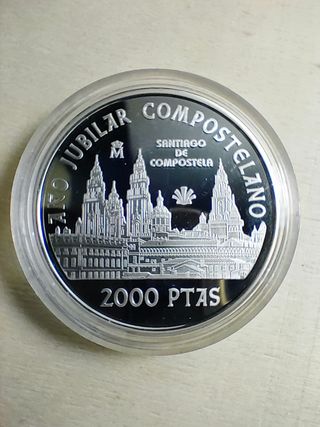 AÑO JUBILAR COMPOSTELANO
M
SANTIAGO
DE
COMPOSTELA
2000 PTAS